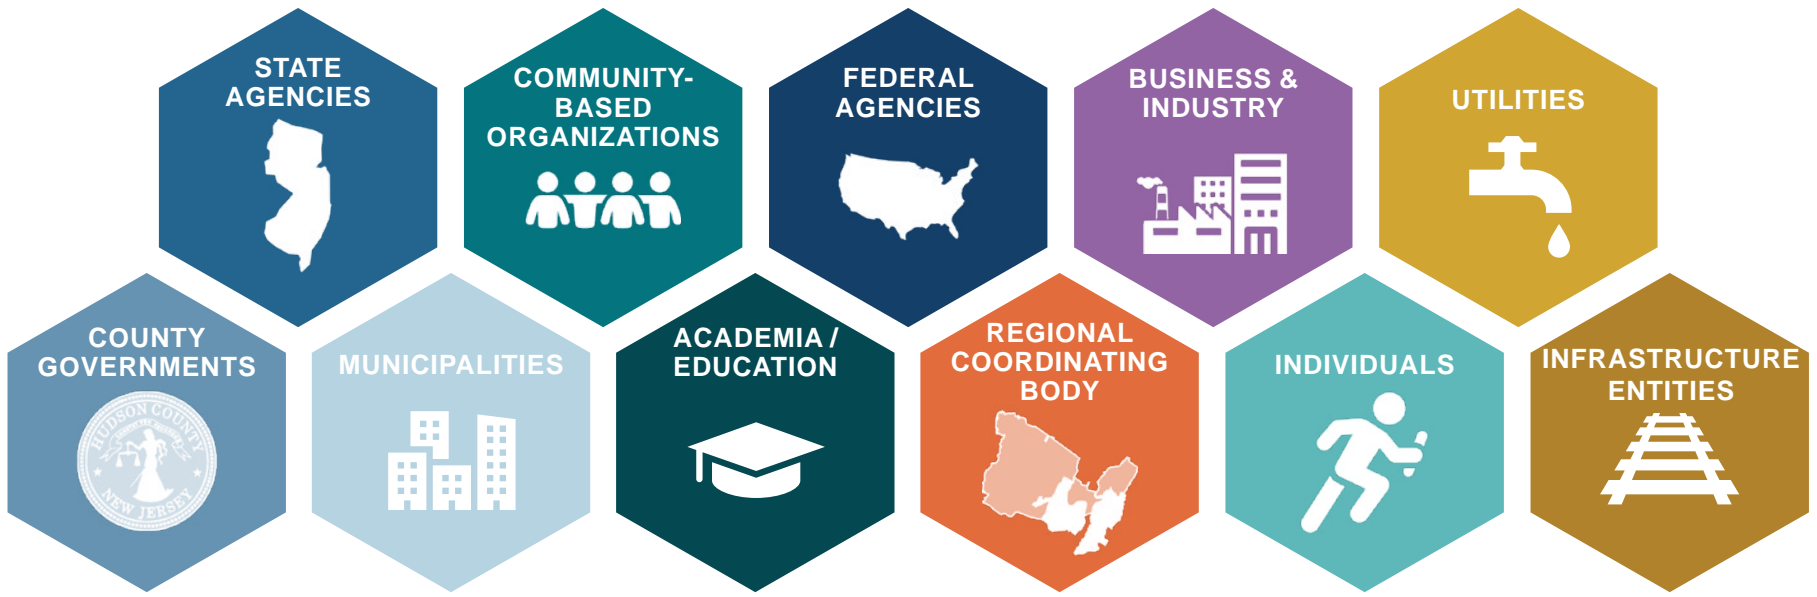 STATE
AGENCIES
COMMUNITY-
BASED
ORGANIZATIONS
FEDERAL
AGENCIES
BUSINESS &
INDUSTRY
UTILITIES
COUNTY
GOVERNMENTS
HUDSON COUNTY
NEW JERSEY
MUNICIPALITIES
ACADEMIA /
EDUCATION
REGIONAL
COORDINATING
BODY
INDIVIDUALS
INFRASTRUCTURE
ENTITIES